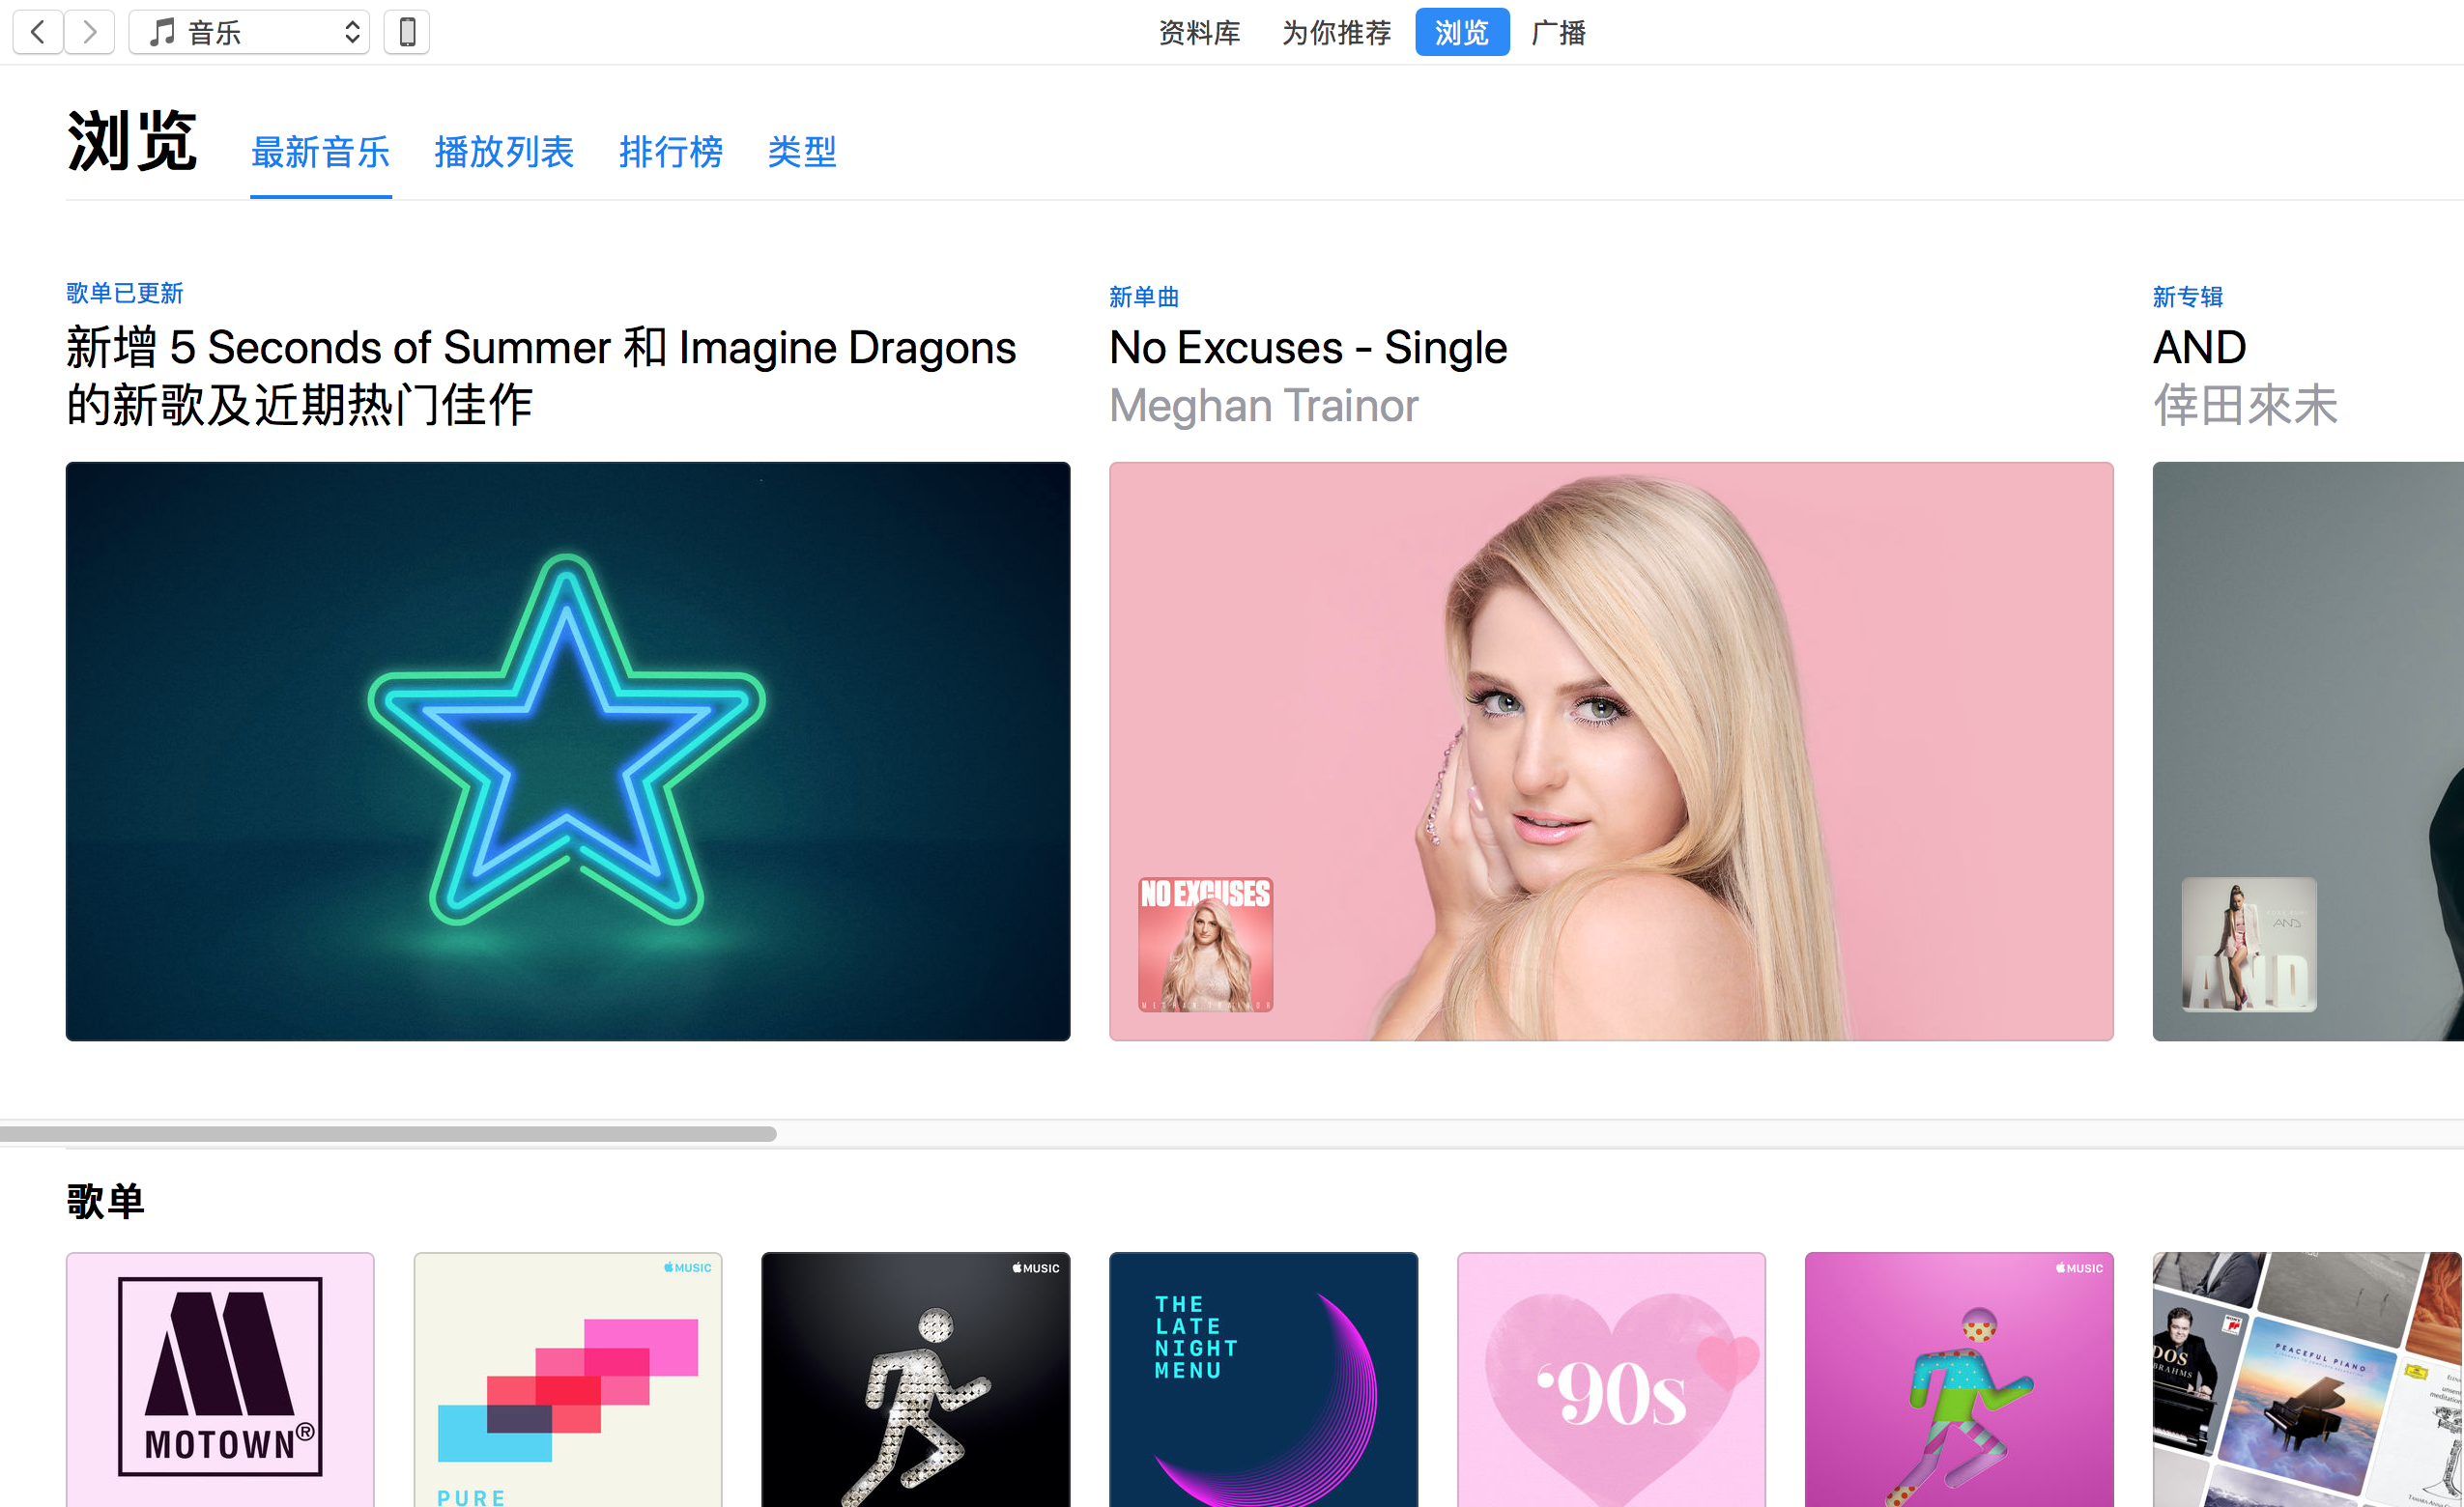 音乐
资料库 为你推荐 浏览 广播
浏览 最新音乐 播放列表 排行榜 类型
歌单已更新
新增 5 Seconds of Summer 和 Imagine Dragons
的新歌及近期热门佳作
新单曲
No Excuses - Single
Meghan Trainor
新专辑
AND
倖田來未
NO EXCUSES
MEGHAN TRAINOR
AND
AND
歌单
MOTOWN®
MUSIC
PURE
MUSIC
THE
LATE
NIGHT
MENU
‘90s
MUSIC
SONY
DOS
BRAHMS
PEACEFUL PIANO